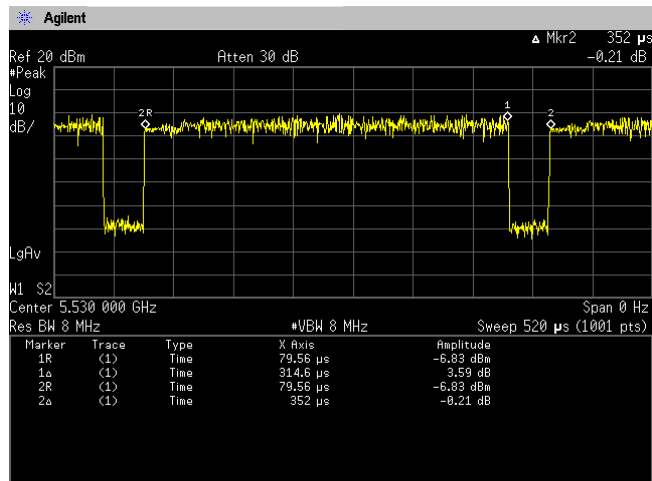 Agilent
Δ Mkr2 352 µs
Ref 20 dBm Atten 30 dB -0.21 dB
#Peak
Log
10
dB/
2R
1
2
LgAv
W1 S2
Center 5.530 000 GHz Span 0 Hz
Res BW 8 MHz #VBW 8 MHz Sweep 520 µs (1001 pts)
Marker Trace Type X Axis Amplitude
1R (1) Time 79.56 µs -6.83 dBm
1Δ (1) Time 314.6 µs 3.59 dB
2R (1) Time 79.56 µs -6.83 dBm
2Δ (1) Time 352 µs -0.21 dB